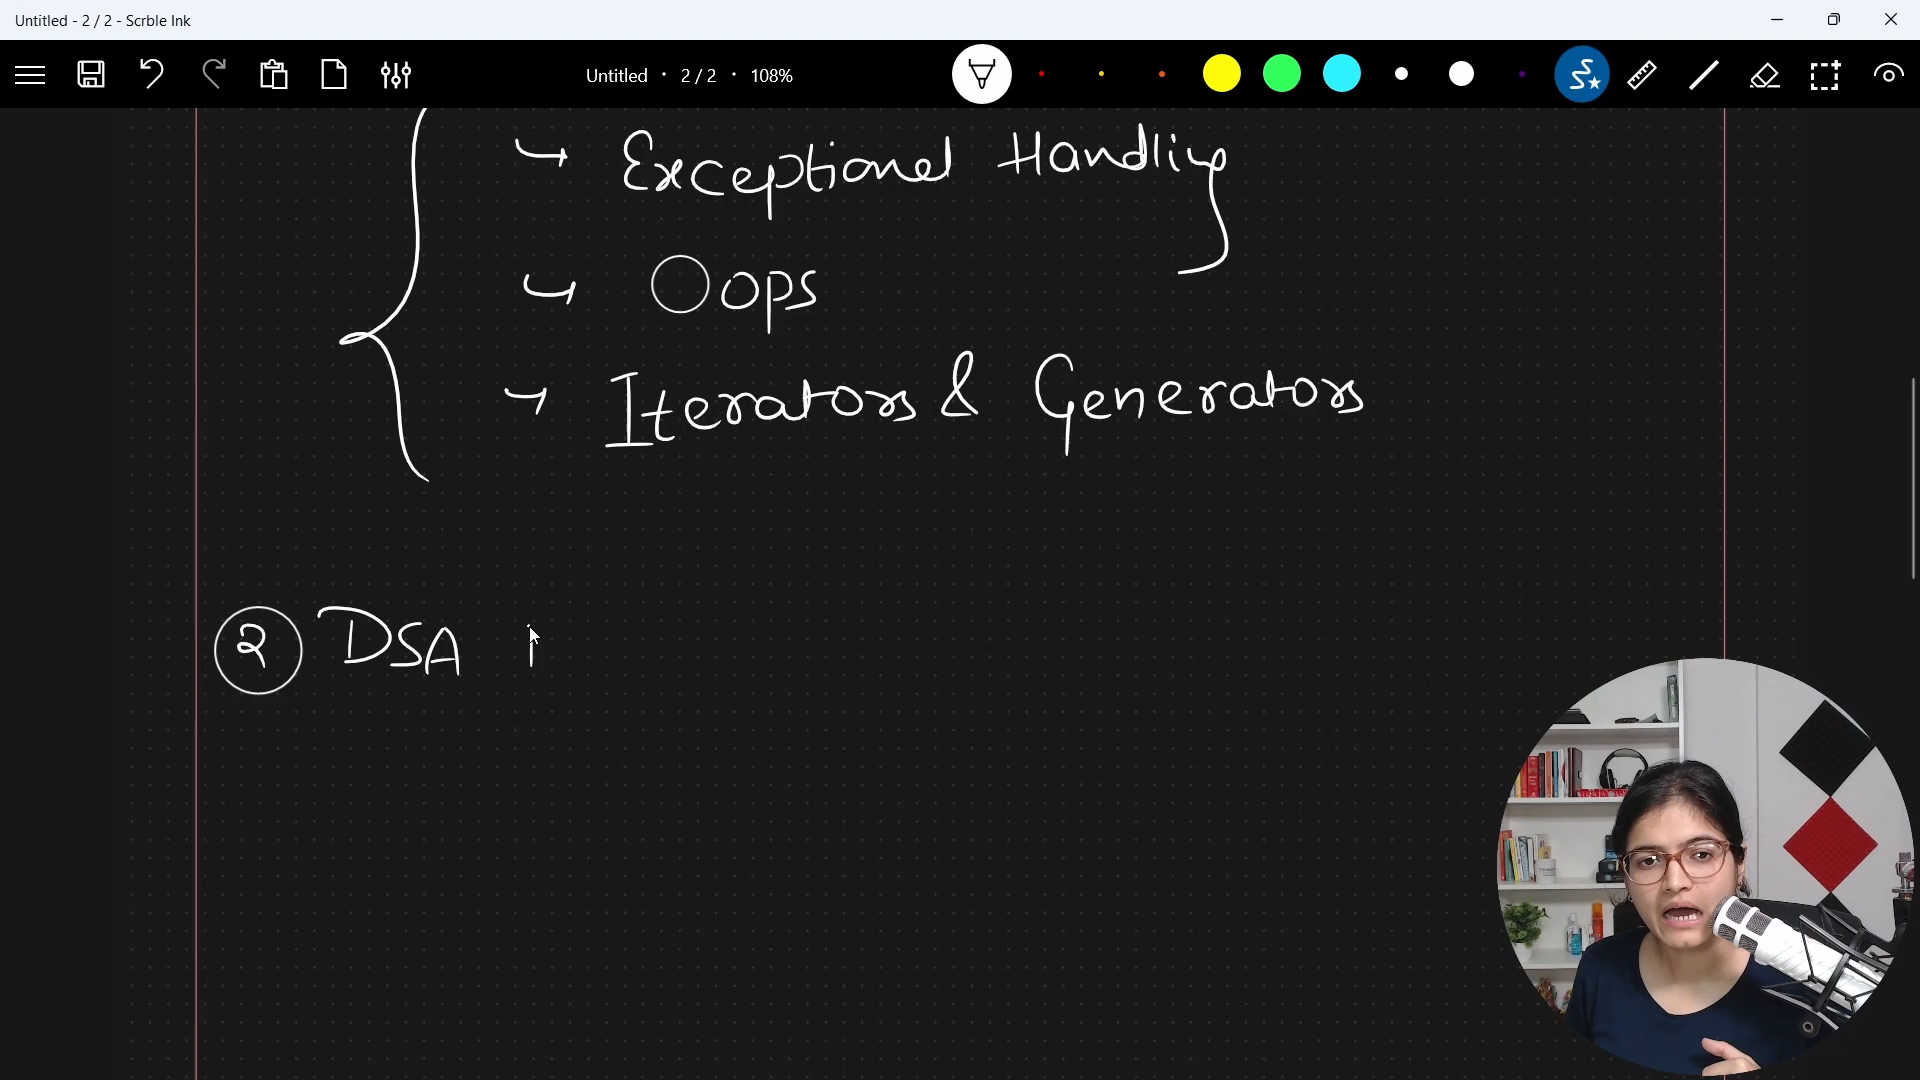 Untitled - 2 / 2 - Scrble Ink
Untitled · 2 / 2 · 108%
↳ Exceptional Handling
↳ Oops
↳ Iterators & Generators
② DSA i